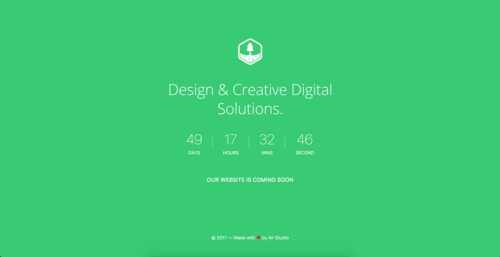 Design & Creative Digital
Solutions.
49 17 32 46
DAYS HOURS MINS SECOND
OUR WEBSITE IS COMING SOON
© 2017 — Made with ❤ by Alr Studio